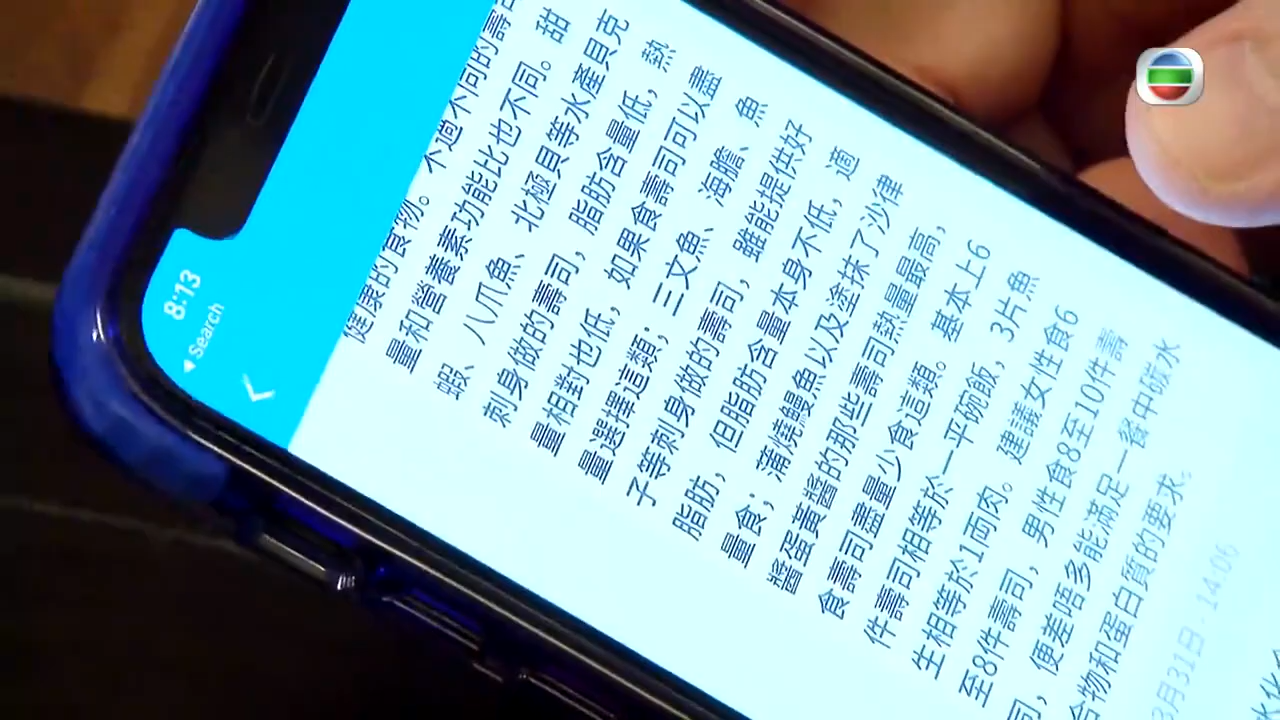 8:13
◀ Search
健康的食物。不過不同的壽司
量和營養素功能比也不同。甜
蝦、八爪魚、北極貝等水產貝克
刺身做的壽司，脂肪含量低，熱
量相對也低，如果食壽司可以盡
量選擇這類；三文魚、海膽、魚
子等刺身做的壽司，雖能提供好
脂肪，但脂肪含量本身不低，適
量食；蒲燒鰻魚以及塗抹了沙律
醬蛋黃醬的那些壽司熱量最高，
食壽司盡量少食這類。基本上6
件壽司相等於一平碗飯，3片魚
生相等於1両肉。建議女性食6
至8件壽司，男性食8至10件壽
司，便差唔多能滿足一餐中碳水
合物和蛋白質的要求。
3月31日 · 14:06